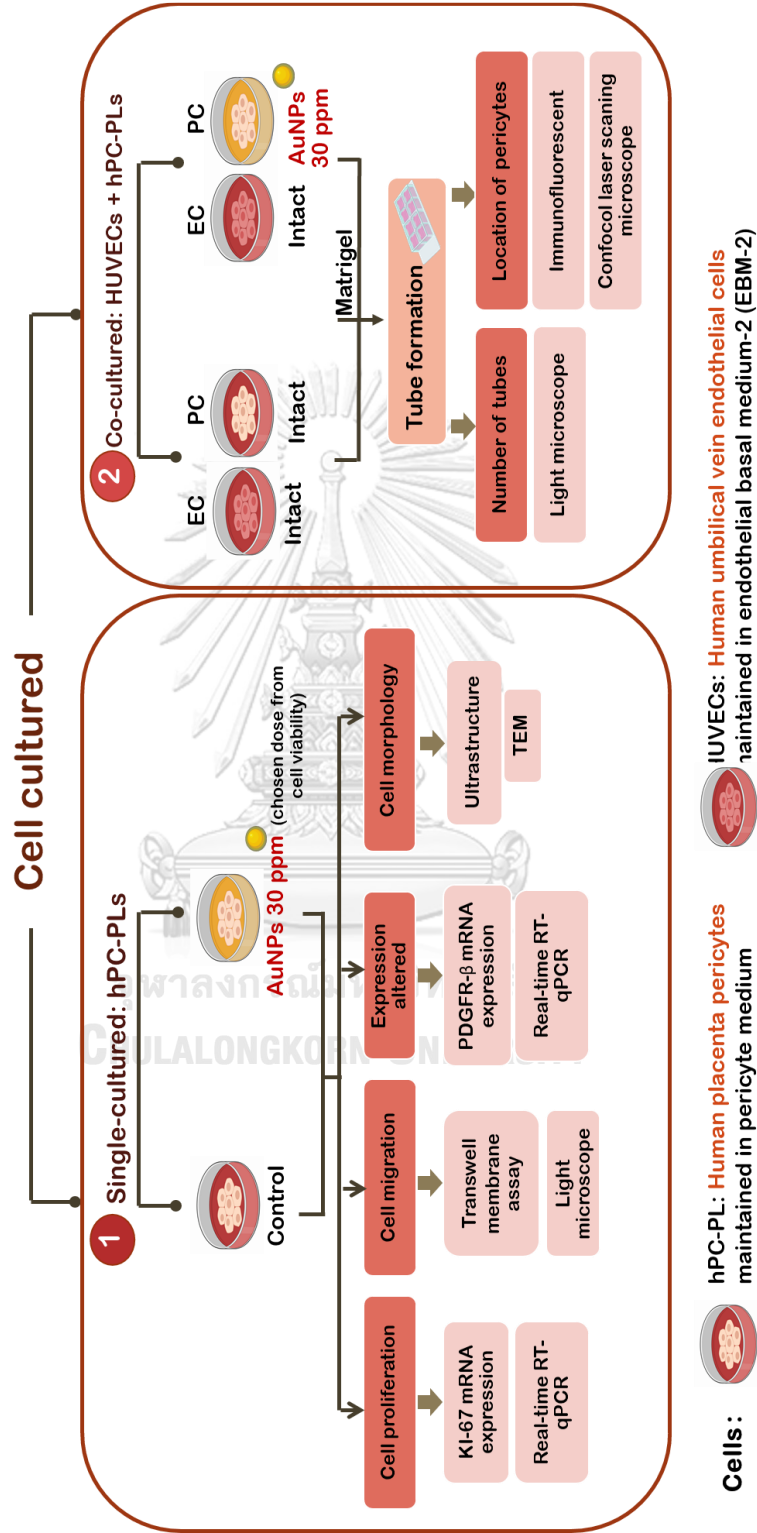 Cell cultured
1 Single-cultured: hPC-PLs
Control
AuNPs 30 ppm (chosen dose from
cell viability)
Cell proliferation
KI-67 mRNA
expression
Real-time RT-
qPCR
Cell migration
Transwell
membrane
assay
Light
microscope
Expression
altered
PDGFR-β mRNA
expression
Real-time RT-
qPCR
Cell morphology
Ultrastructure
TEM
2 Co-cultured: HUVECs + hPC-PLs
EC
PC
Intact
Intact
EC
PC
Intact
AuNPs
30 ppm
Matrigel
Tube formation
Number of tubes
Light microscope
Location of pericytes
Immunofluorescent
Confocol laser scaning
microscope
Cells:
hPC-PL: Human placenta pericytes
maintained in pericyte medium
IUVECs: Human umbilical vein endothelial cells
naintained in endothelial basal medium-2 (EBM-2)
CHULALONGKORN UNIVERSITY